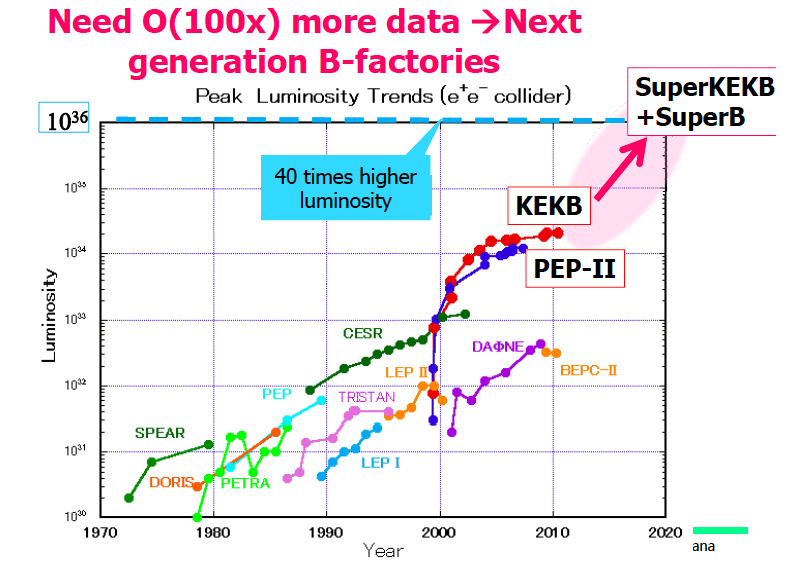 Need O(100x) more data →Next
generation B-factories
Peak Luminosity Trends (e⁺e⁻ collider)
SuperKEKB
+SuperB
10³⁶
40 times higher
luminosity
10³⁵
KEKB
10³⁴
PEP-II
Luminosity
10³³
CESR
DAΦNE
LEP II
BEPC-II
10³²
PEP
TRISTAN
SPEAR
10³¹
LEP I
DORIS
PETRA
10³⁰
1970 1980 1990 2000 2010 2020
Year
ana